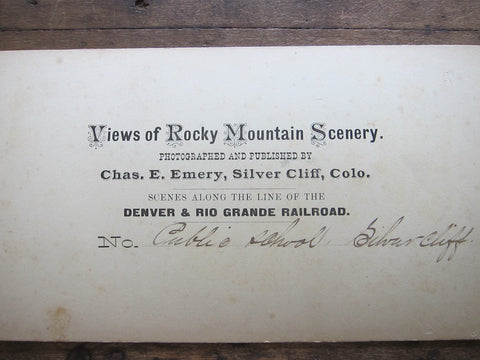 Views of Rocky Mountain Scenery.
PHOTOGRAPHED AND PUBLISHED BY
Chas. E. Emery, Silver Cliff, Colo.
SCENES ALONG THE LINE OF THE
DENVER & RIO GRANDE RAILROAD.
No. Public school. Silver-cliff.